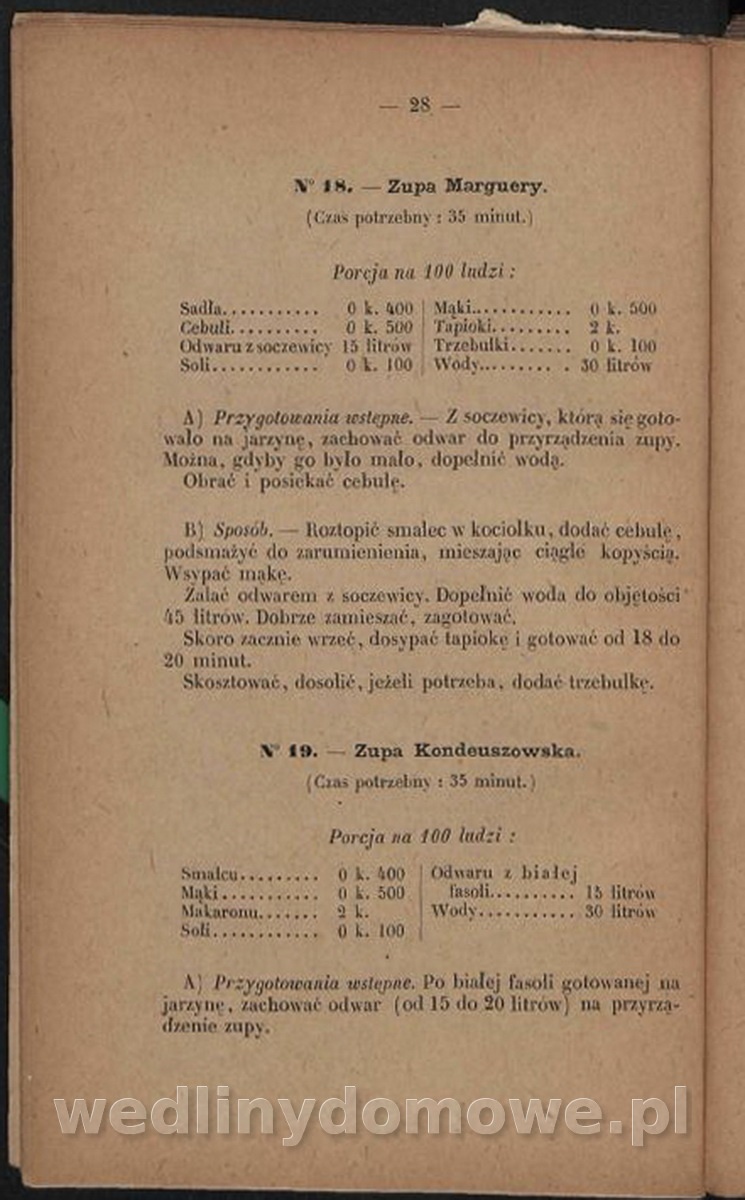 — 28 —
N° 18. — Zupa Marguery.
(Czas potrzebny : 35 minut.)
Porcja na 100 ludzi :
Sadła........... 0 k. 400 | Mąki............ 0 k. 500
Cebuli.......... 0 k. 500 | Tapioki......... 2 k.
Odwaru z soczewicy 15 litrów | Trzebulki....... 0 k. 100
Soli............ 0 k. 100 | Wody.......... . 30 litrów
A) Przygotowania wstępne. — Z soczewicy, którą się goto-
wało na jarzynę, zachować odwar do przyrządzenia zupy.
Można, gdyby go było mało, dopełnić wodą.
Obrać i posiekać cebulę.
B) Sposób. — Roztopić smalec w kociołku, dodać cebulę,
podsmażyć do zarumienienia, mieszając ciągle kopyścią.
Wsypać mąkę.
Zalać odwarem z soczewicy. Dopełnić woda do objętości
45 litrów. Dobrze zamieszać, zagotować.
Skoro zacznie wrzeć, dosypać tapiokę i gotować od 18 do
20 minut.
Skosztować, dosolić, jeżeli potrzeba, dodać trzebulkę.
N° 19. — Zupa Kondeuszowska.
(Czas potrzebny : 35 minut.)
Porcja na 100 ludzi :
Smalcu......... 0 k. 400 | Odwaru z białej
Mąki........... 0 k. 500 | fasoli.......... 15 litrów
Makaronu....... 2 k. | Wody........... 30 litrów
Soli............ 0 k. 100
A) Przygotowania wstępne. Po białej fasoli gotowanej na
jarzynę, zachować odwar (od 15 do 20 litrów) na przyrzą-
dzenie zupy.
wedlinydomowe.pl